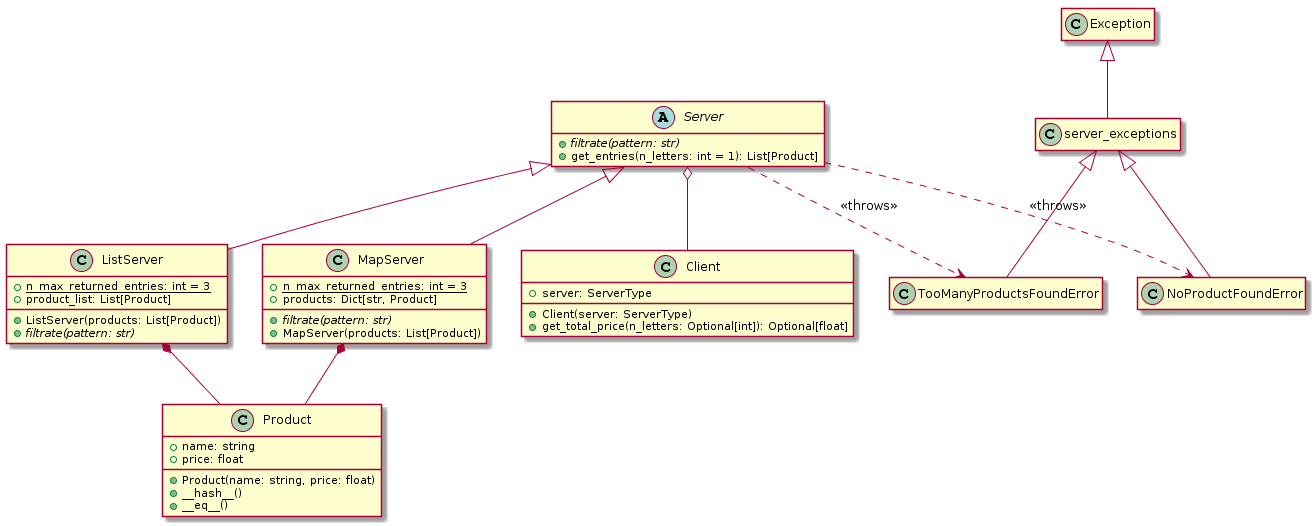 C Exception
A Server
filtrate(pattern: str)
get_entries(n_letters: int = 1): List[Product]
C server_exceptions
«throws»
«throws»
C ListServer
n_max_returned_entries: int = 3
product_list: List[Product]
ListServer(products: List[Product])
filtrate(pattern: str)
C MapServer
n_max_returned_entries: int = 3
products: Dict[str, Product]
filtrate(pattern: str)
MapServer(products: List[Product])
C Client
server: ServerType
Client(server: ServerType)
get_total_price(n_letters: Optional[int]): Optional[float]
C TooManyProductsFoundError
C NoProductFoundError
C Product
name: string
price: float
Product(name: string, price: float)
__hash__()
__eq__()